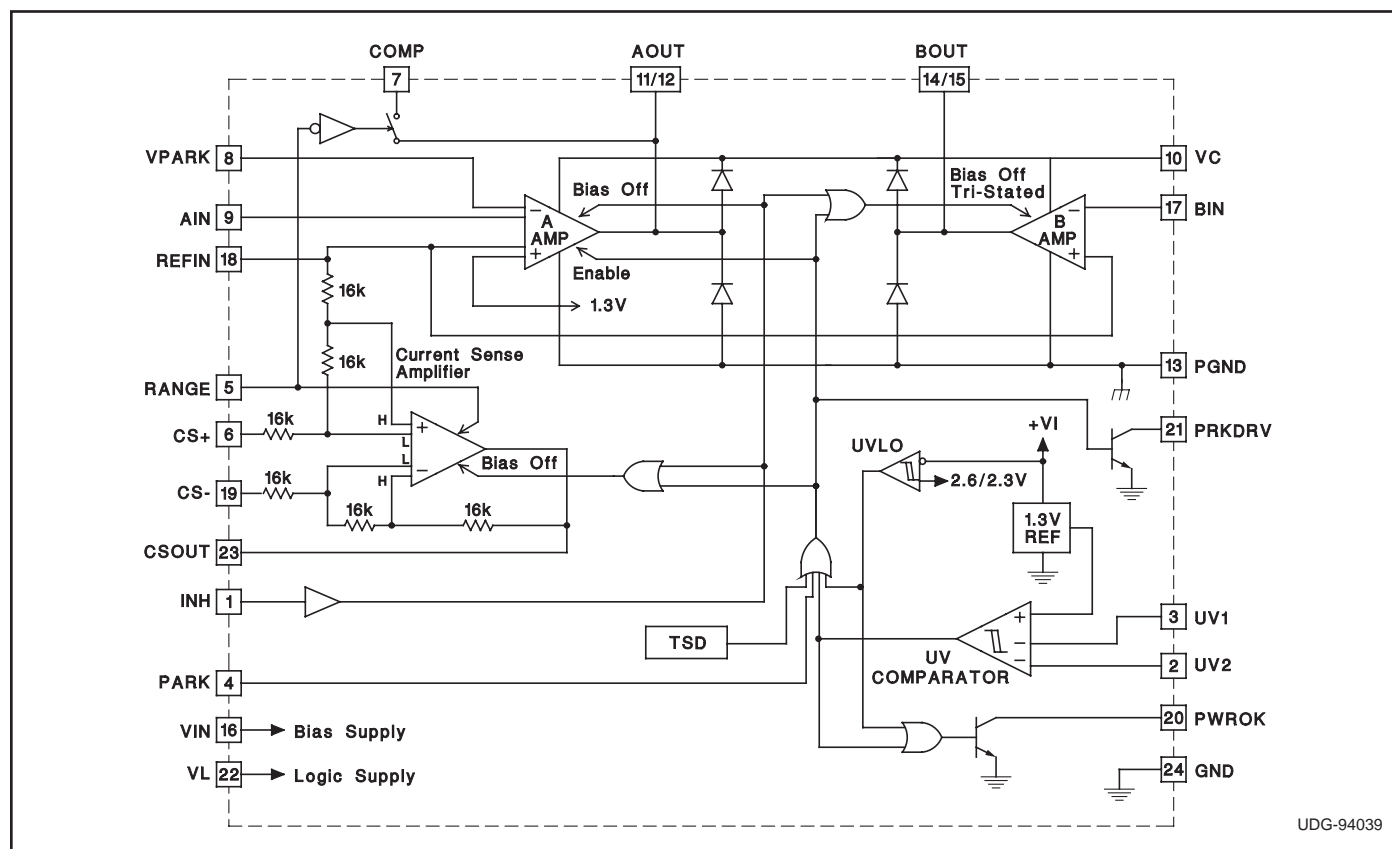 COMP AOUT BOUT
7 11/12 14/15
VPARK 8
10 VC
Bias Off
Bias Off
Tri-Stated
AIN 9
17 BIN
A
AMP
− +
B
AMP
− +
REFIN 18
Enable
16k
1.3V
16k
Current Sense
Amplifier
13 PGND
RANGE 5
16k
H +
CS+ 6
L
L −
H
Bias Off
+VI
21 PRKDRV
UVLO
2.6/2.3V
16k
CS- 19
16k 16k
1.3V
REF
CSOUT 23
INH 1
+
−
−
3 UV1
TSD
UV
COMPARATOR
2 UV2
PARK 4
20 PWROK
VIN 16 Bias Supply
VL 22 Logic Supply
24 GND
UDG-94039